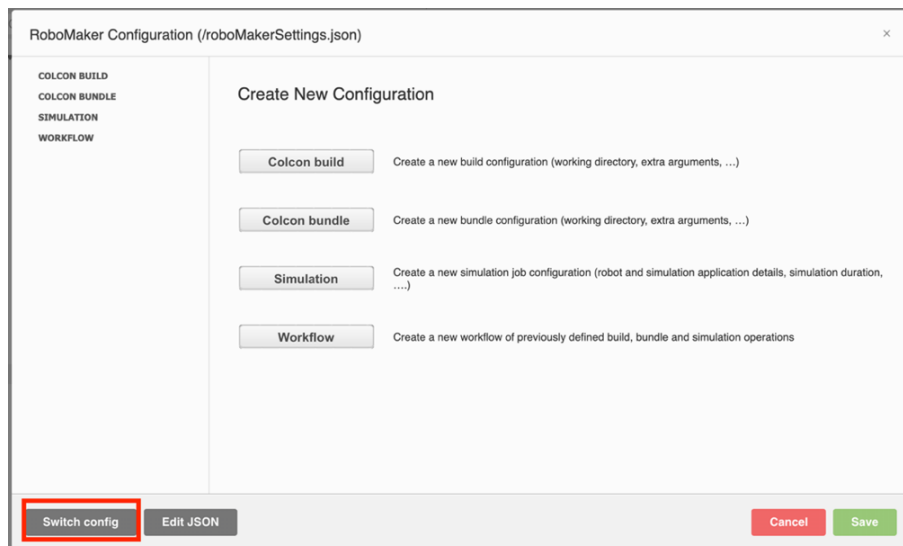 RoboMaker Configuration (/roboMakerSettings.json)
×
COLCON BUILD
COLCON BUNDLE
SIMULATION
WORKFLOW
Create New Configuration
Colcon build
Create a new build configuration (working directory, extra arguments, …)
Colcon bundle
Create a new bundle configuration (working directory, extra arguments, …)
Simulation
Create a new simulation job configuration (robot and simulation application details, simulation duration,
….)
Workflow
Create a new workflow of previously defined build, bundle and simulation operations
Switch config
Edit JSON
Cancel
Save